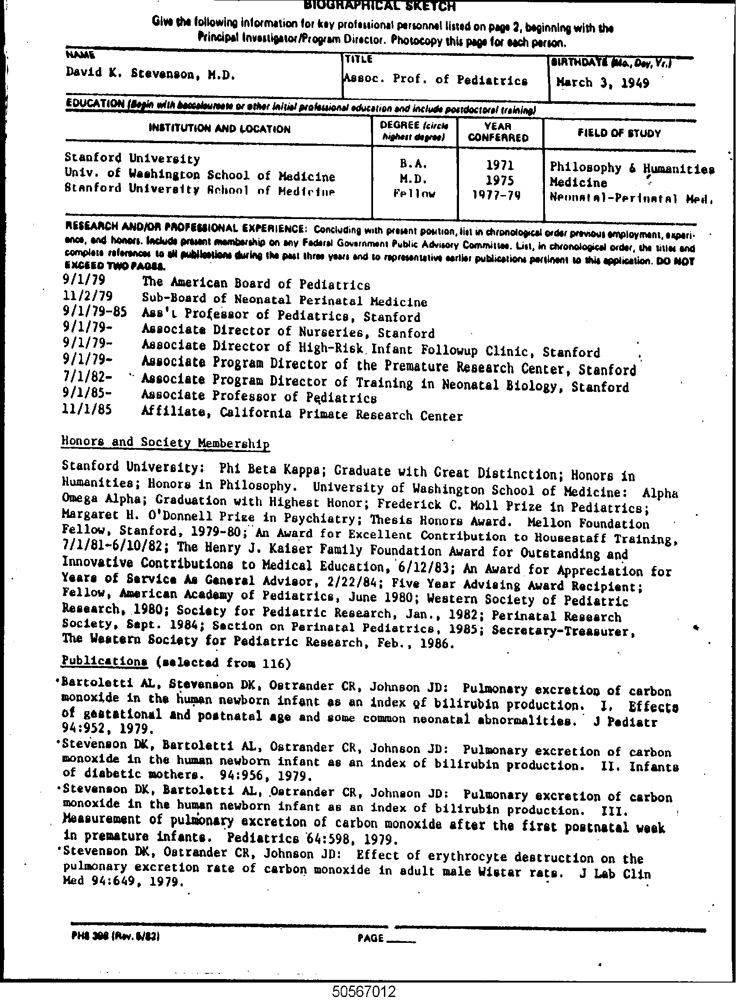 BIOGRAPHICAL SKETCH
Give the following information for key professional personnel listed on page 2, beginning with the
Principal Investigator/Program Director. Photocopy this page for each person.
NAME TITLE BIRTHDATE (Mo., Day, Yr.)
David K. Stevenson, M.D. Assoc. Prof. of Pediatrics March 3, 1949
EDUCATION (Begin with baccalaureate or other initial professional education and include postdoctoral training)
INSTITUTION AND LOCATION DEGREE (circle highest degree) YEAR CONFERRED FIELD OF STUDY
Stanford University B.A. 1971 Philosophy & Humanities
Univ. of Washington School of Medicine M.D. 1975 Medicine
Stanford University School of Medicine Fellow 1977-79 Neonatal-Perinatal Med.
RESEARCH AND/OR PROFESSIONAL EXPERIENCE: Concluding with present position, list in chronological order previous employment, experi-
ence, and honors. Include present membership on any Federal Government Public Advisory Committee. List, in chronological order, the titles and
complete references to all publications during the past three years and to representative earlier publications pertinent to this application. DO NOT
EXCEED TWO PAGES.
9/1/79 The American Board of Pediatrics
11/2/79 Sub-Board of Neonatal Perinatal Medicine
9/1/79-85 Ass't Professor of Pediatrics, Stanford
9/1/79- Associate Director of Nurseries, Stanford
9/1/79- Associate Director of High-Risk Infant Followup Clinic, Stanford
9/1/79- Associate Program Director of the Premature Research Center, Stanford
7/1/82- Associate Program Director of Training in Neonatal Biology, Stanford
9/1/85- Associate Professor of Pediatrics
11/1/85 Affiliate, California Primate Research Center
Honors and Society Membership
Stanford University: Phi Beta Kappa; Graduate with Great Distinction; Honors in
Humanities; Honors in Philosophy. University of Washington School of Medicine: Alpha
Omega Alpha; Graduation with Highest Honor; Frederick C. Moll Prize in Pediatrics;
Margaret H. O'Donnell Prize in Psychiatry; Thesis Honors Award. Mellon Foundation
Fellow, Stanford, 1979-80; An Award for Excellent Contribution to Housestaff Training,
7/1/81-6/10/82; The Henry J. Kaiser Family Foundation Award for Outstanding and
Innovative Contributions to Medical Education, 6/12/83; An Award for Appreciation for
Years of Service As General Advisor, 2/22/84; Five Year Advising Award Recipient;
Fellow, American Academy of Pediatrics, June 1980; Western Society of Pediatric
Research, 1980; Society for Pediatric Research, Jan., 1982; Perinatal Research
Society, Sept. 1984; Section on Perinatal Pediatrics, 1985; Secretary-Treasurer,
The Western Society for Pediatric Research, Feb., 1986.
Publications (selected from 116)
·Bartoletti AL, Stevenson DK, Ostrander CR, Johnson JD: Pulmonary excretion of carbon
monoxide in the human newborn infant as an index of bilirubin production. I. Effects
of gestational and postnatal age and some common neonatal abnormalities. J Pediatr
94:952, 1979.
·Stevenson DK, Bartoletti AL, Ostrander CR, Johnson JD: Pulmonary excretion of carbon
monoxide in the human newborn infant as an index of bilirubin production. II. Infants
of diabetic mothers. 94:956, 1979.
·Stevenson DK, Bartoletti AL, Ostrander CR, Johnson JD: Pulmonary excretion of carbon
monoxide in the human newborn infant as an index of bilirubin production. III.
Measurement of pulmonary excretion of carbon monoxide after the first postnatal week
in premature infants. Pediatrics 64:598, 1979.
·Stevenson DK, Ostrander CR, Johnson JD: Effect of erythrocyte destruction on the
pulmonary excretion rate of carbon monoxide in adult male Wistar rats. J Lab Clin
Med 94:649, 1979.
PHS 398 (Rev. 5/82) PAGE
50567012